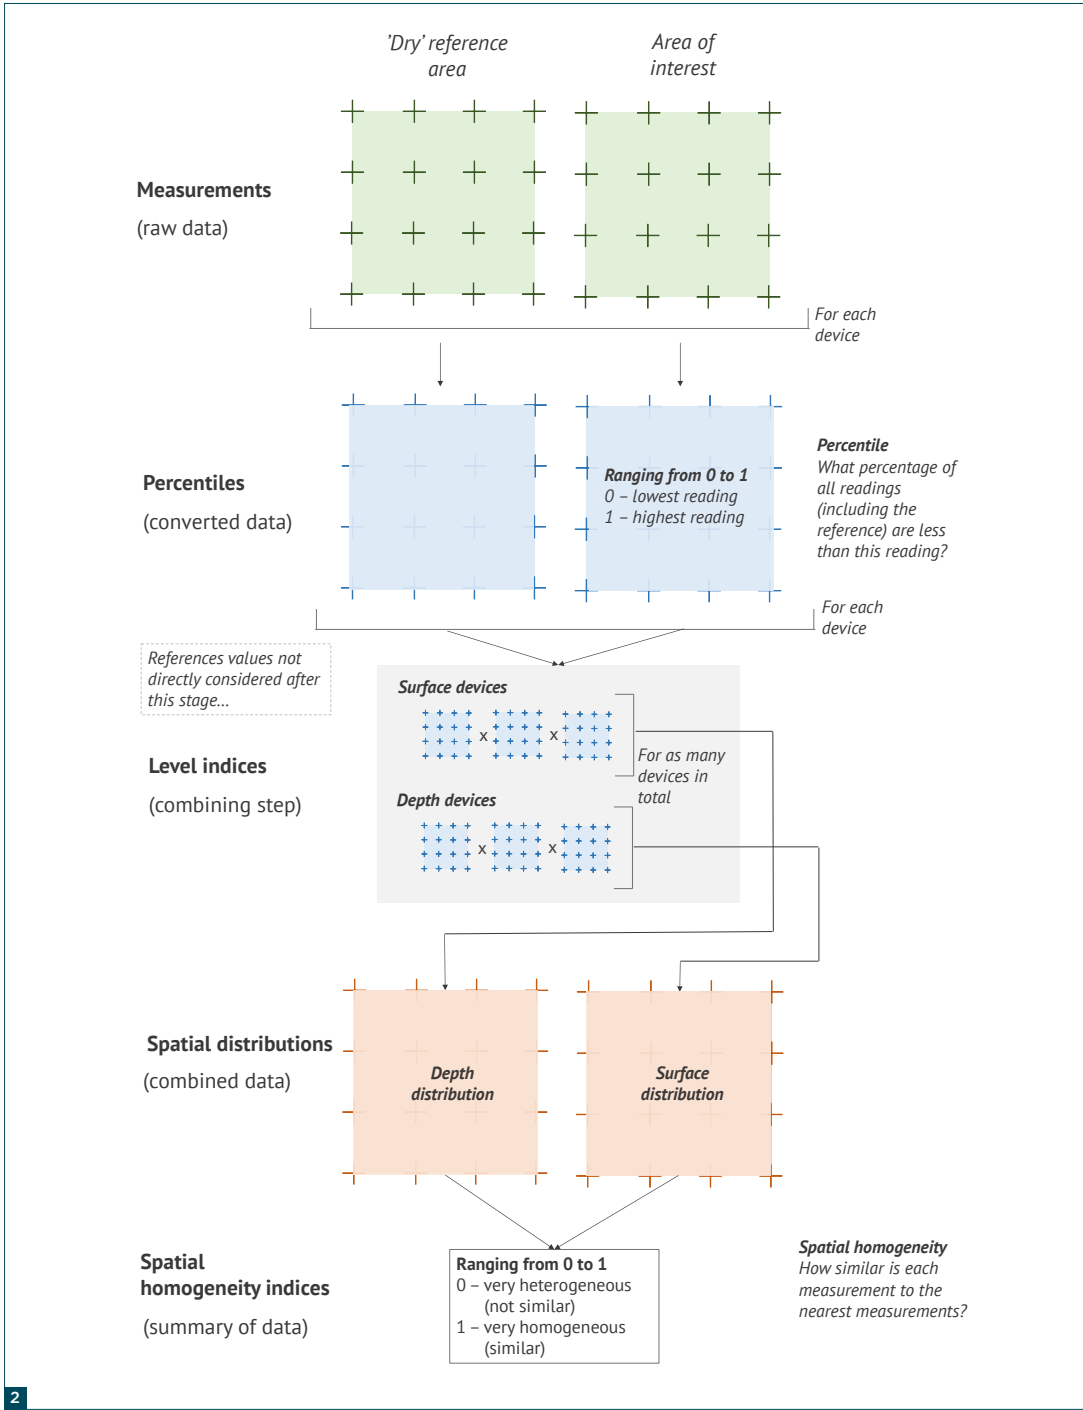 ’Dry’ reference
area
Area of
interest
Measurements
(raw data)
For each
device
Percentiles
(converted data)
Ranging from 0 to 1
0 – lowest reading
1 – highest reading
Percentile
What percentage of
all readings
(including the
reference) are less
than this reading?
For each
device
References values not
directly considered after
this stage...
Surface devices
x x
Level indices
(combining step)
For as many
devices in
total
Depth devices
x x
Spatial distributions
(combined data)
Depth
distribution
Surface
distribution
Spatial
homogeneity indices
(summary of data)
Ranging from 0 to 1
0 – very heterogeneous
(not similar)
1 – very homogeneous
(similar)
Spatial homogeneity
How similar is each
measurement to the
nearest measurements?
2